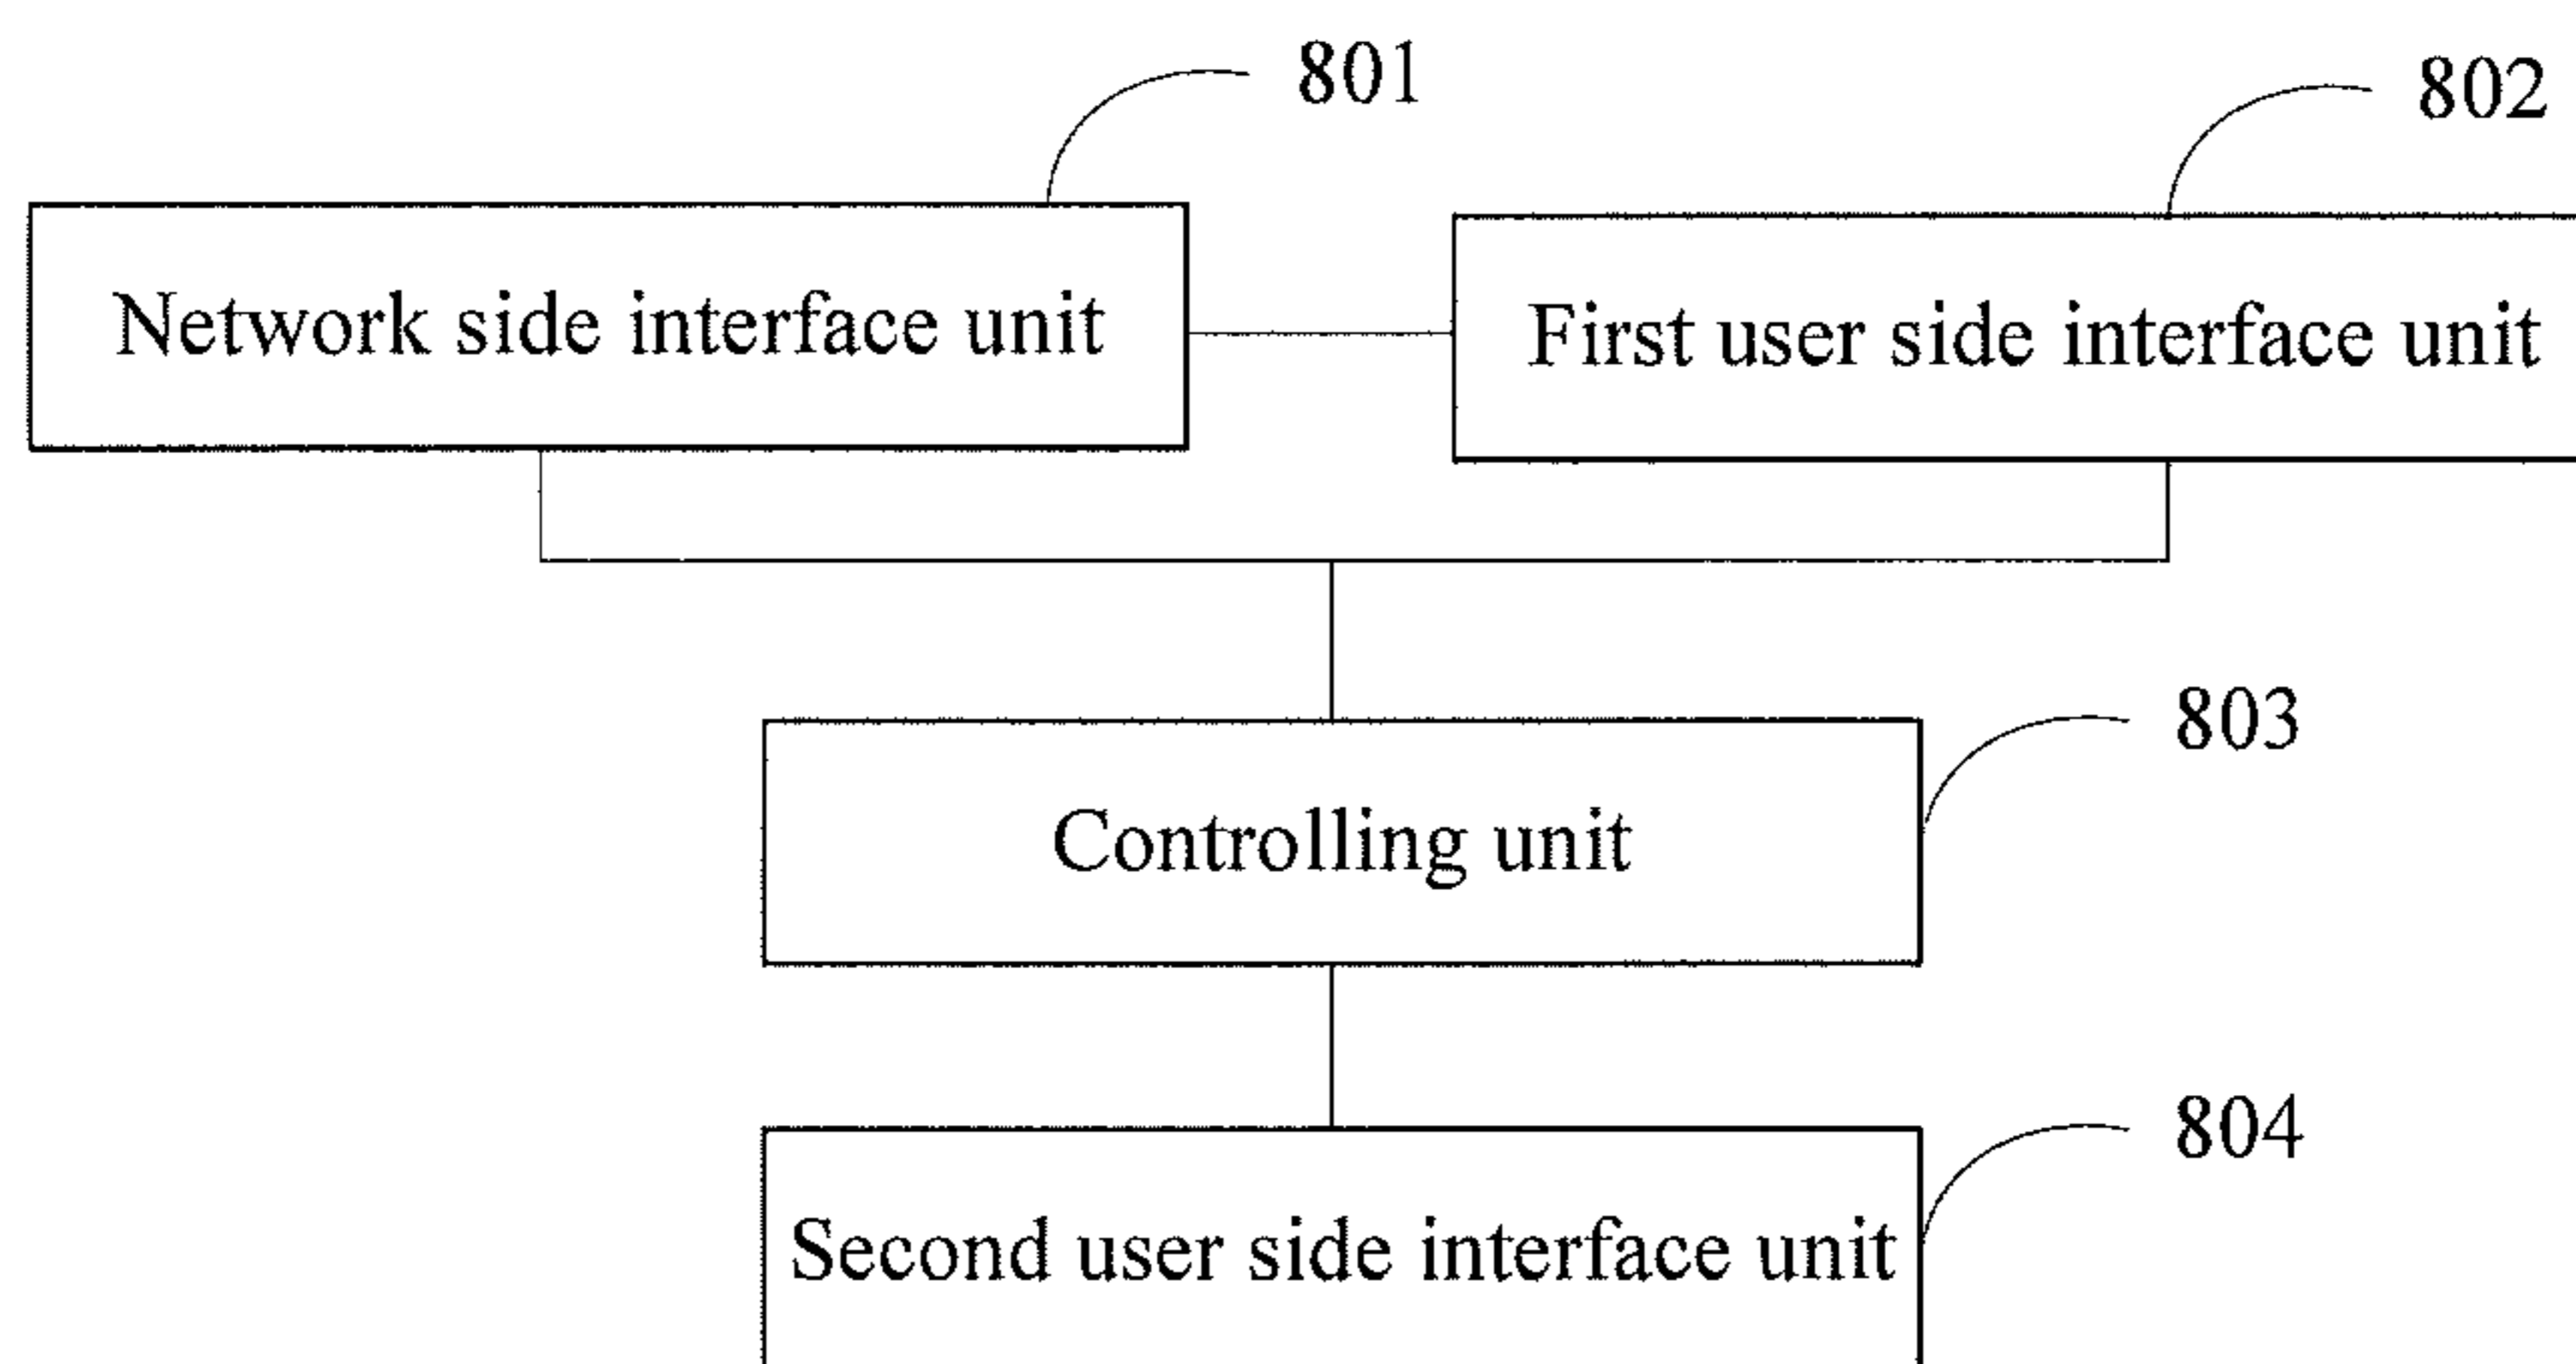 801
802
Network side interface unit
First user side interface unit
803
Controlling unit
804
Second user side interface unit